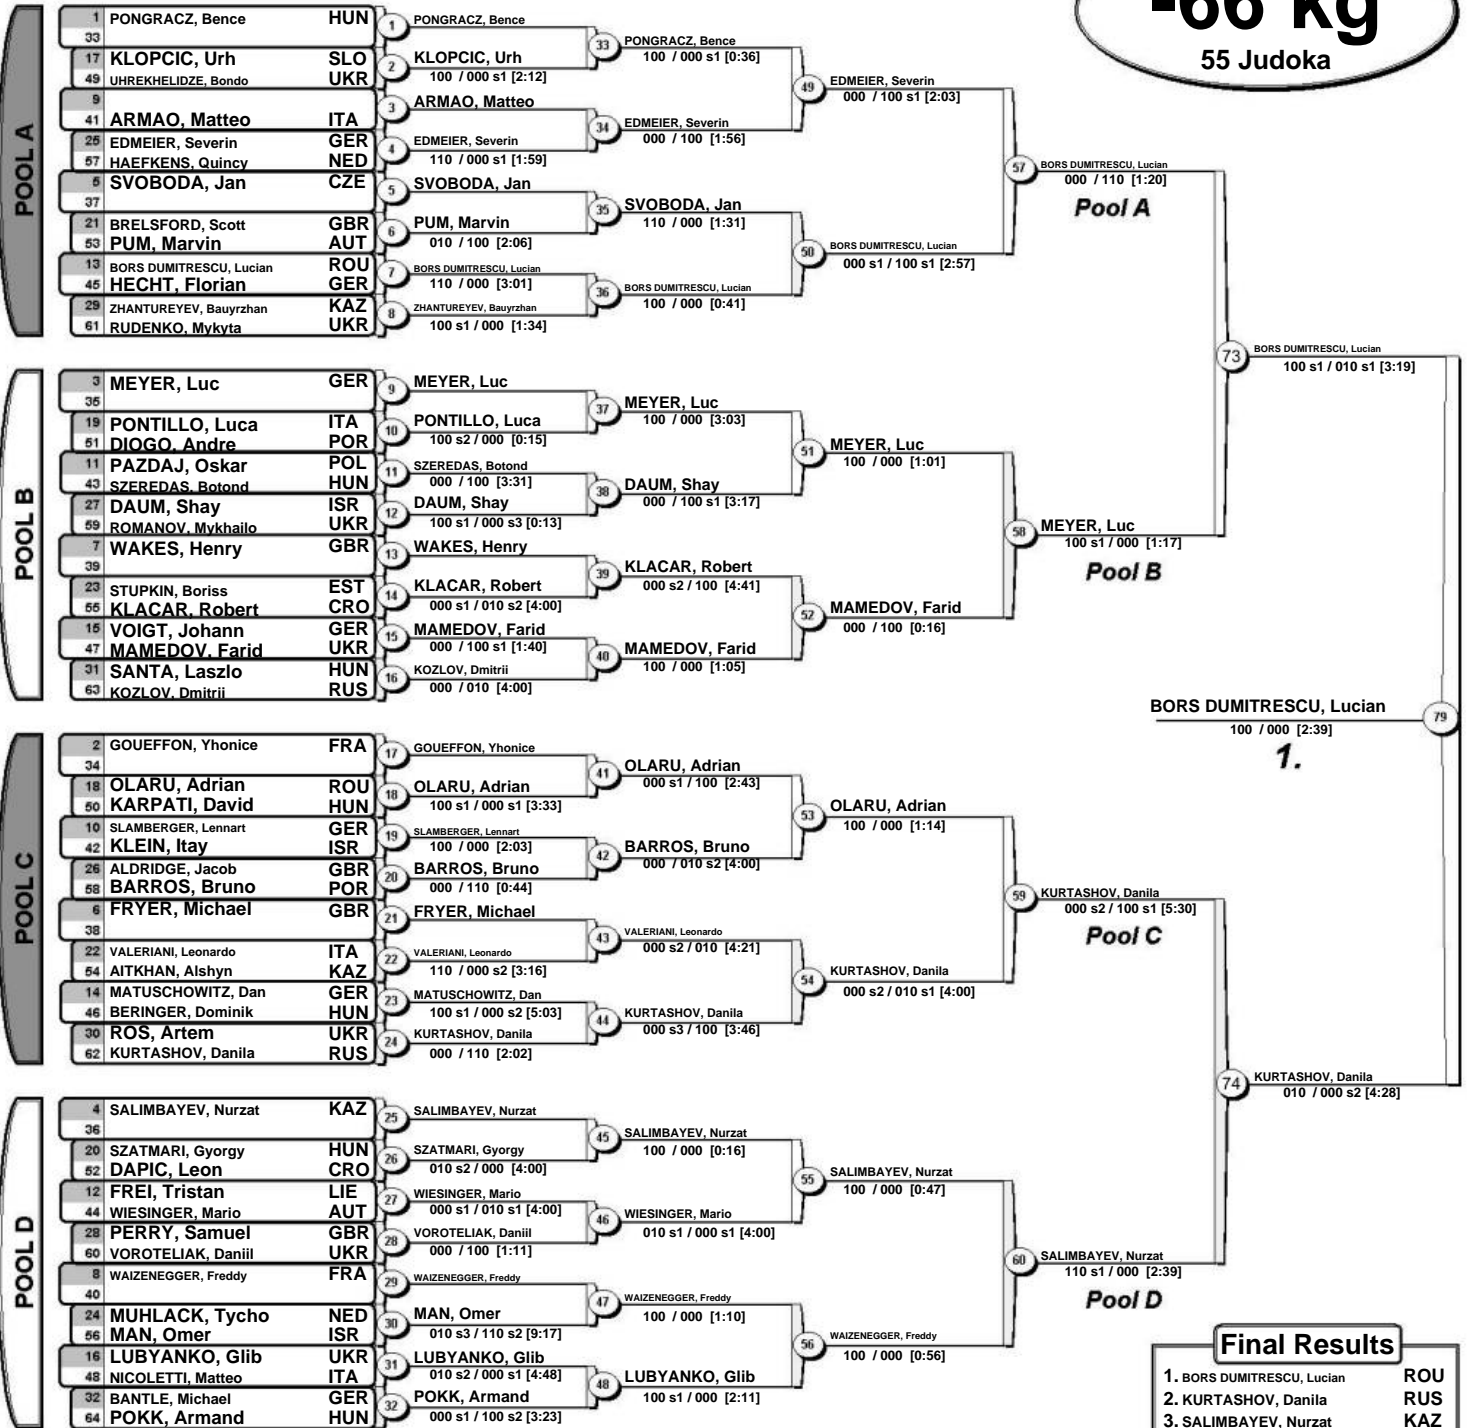 -66 kg
55 Judoka
POOL A
1 PONGRACZ, Bence HUN
33
17 KLOPCIC, Urh SLO
49 UHREKHELIDZE, Bondo UKR
9
41 ARMAO, Matteo ITA
25 EDMEIER, Severin GER
57 HAEFKENS, Quincy NED
5 SVOBODA, Jan CZE
37
21 BRELSFORD, Scott GBR
53 PUM, Marvin AUT
13 BORS DUMITRESCU, Lucian ROU
45 HECHT, Florian GER
29 ZHANTUREYEV, Bauyrzhan KAZ
61 RUDENKO, Mykyta UKR
1 PONGRACZ, Bence
2 KLOPCIC, Urh
100 / 000 s1 [2:12]
3 ARMAO, Matteo
4 EDMEIER, Severin
110 / 000 s1 [1:59]
5 SVOBODA, Jan
6 PUM, Marvin
010 / 100 [2:06]
7 BORS DUMITRESCU, Lucian
110 / 000 [3:01]
8 ZHANTUREYEV, Bauyrzhan
100 s1 / 000 [1:34]
33 PONGRACZ, Bence
100 / 000 s1 [0:36]
34 EDMEIER, Severin
000 / 100 [1:56]
35 SVOBODA, Jan
110 / 000 [1:31]
36 BORS DUMITRESCU, Lucian
100 / 000 [0:41]
49 EDMEIER, Severin
000 / 100 s1 [2:03]
50 BORS DUMITRESCU, Lucian
000 s1 / 100 s1 [2:57]
57 BORS DUMITRESCU, Lucian
000 / 110 [1:20]
Pool A
POOL B
3 MEYER, Luc GER
35
19 PONTILLO, Luca ITA
51 DIOGO, Andre POR
11 PAZDAJ, Oskar POL
43 SZEREDAS, Botond HUN
27 DAUM, Shay ISR
59 ROMANOV, Mykhailo UKR
7 WAKES, Henry GBR
39
23 STUPKIN, Boriss EST
55 KLACAR, Robert CRO
15 VOIGT, Johann GER
47 MAMEDOV, Farid UKR
31 SANTA, Laszlo HUN
63 KOZLOV, Dmitrii RUS
9 MEYER, Luc
10 PONTILLO, Luca
100 s2 / 000 [0:15]
11 SZEREDAS, Botond
000 / 100 [3:31]
12 DAUM, Shay
100 s1 / 000 s3 [0:13]
13 WAKES, Henry
14 KLACAR, Robert
000 s1 / 010 s2 [4:00]
15 MAMEDOV, Farid
000 / 100 s1 [1:40]
16 KOZLOV, Dmitrii
000 / 010 [4:00]
37 MEYER, Luc
100 / 000 [3:03]
38 DAUM, Shay
000 / 100 s1 [3:17]
39 KLACAR, Robert
000 s2 / 100 [4:41]
40 MAMEDOV, Farid
100 / 000 [1:05]
51 MEYER, Luc
100 / 000 [1:01]
52 MAMEDOV, Farid
000 / 100 [0:16]
58 MEYER, Luc
100 s1 / 000 [1:17]
Pool B
73 BORS DUMITRESCU, Lucian
100 s1 / 010 s1 [3:19]
BORS DUMITRESCU, Lucian 79
100 / 000 [2:39]
1.
POOL C
2 GOUEFFON, Yhonice FRA
34
18 OLARU, Adrian ROU
50 KARPATI, David HUN
10 SLAMBERGER, Lennart GER
42 KLEIN, Itay ISR
26 ALDRIDGE, Jacob GBR
58 BARROS, Bruno POR
6 FRYER, Michael GBR
38
22 VALERIANI, Leonardo ITA
54 AITKHAN, Alshyn KAZ
14 MATUSCHOWITZ, Dan GER
46 BERINGER, Dominik HUN
30 ROS, Artem UKR
62 KURTASHOV, Danila RUS
17 GOUEFFON, Yhonice
18 OLARU, Adrian
100 s1 / 000 s1 [3:33]
19 SLAMBERGER, Lennart
100 / 000 [2:03]
20 BARROS, Bruno
000 / 110 [0:44]
21 FRYER, Michael
22 VALERIANI, Leonardo
110 / 000 s2 [3:16]
23 MATUSCHOWITZ, Dan
100 s1 / 000 s2 [5:03]
24 KURTASHOV, Danila
000 / 110 [2:02]
41 OLARU, Adrian
000 s1 / 100 [2:43]
42 BARROS, Bruno
000 / 010 s2 [4:00]
43 VALERIANI, Leonardo
000 s2 / 010 [4:21]
44 KURTASHOV, Danila
000 s3 / 100 [3:46]
53 OLARU, Adrian
100 / 000 [1:14]
54 KURTASHOV, Danila
000 s2 / 010 s1 [4:00]
59 KURTASHOV, Danila
000 s2 / 100 s1 [5:30]
Pool C
74 KURTASHOV, Danila
010 / 000 s2 [4:28]
POOL D
4 SALIMBAYEV, Nurzat KAZ
36
20 SZATMARI, Gyorgy HUN
52 DAPIC, Leon CRO
12 FREI, Tristan LIE
44 WIESINGER, Mario AUT
28 PERRY, Samuel GBR
60 VOROTELIAK, Daniil UKR
8 WAIZENEGGER, Freddy FRA
40
24 MUHLACK, Tycho NED
56 MAN, Omer ISR
16 LUBYANKO, Glib UKR
48 NICOLETTI, Matteo ITA
32 BANTLE, Michael GER
64 POKK, Armand HUN
25 SALIMBAYEV, Nurzat
26 SZATMARI, Gyorgy
010 s2 / 000 [4:00]
27 WIESINGER, Mario
000 s1 / 010 s1 [4:00]
28 VOROTELIAK, Daniil
000 / 100 [1:11]
29 WAIZENEGGER, Freddy
30 MAN, Omer
010 s3 / 110 s2 [9:17]
31 LUBYANKO, Glib
010 s2 / 000 s1 [4:48]
32 POKK, Armand
000 s1 / 100 s2 [3:23]
45 SALIMBAYEV, Nurzat
100 / 000 [0:16]
46 WIESINGER, Mario
010 s1 / 000 s1 [4:00]
47 WAIZENEGGER, Freddy
100 / 000 [1:10]
48 LUBYANKO, Glib
100 s1 / 000 [2:11]
55 SALIMBAYEV, Nurzat
100 / 000 [0:47]
56 WAIZENEGGER, Freddy
100 / 000 [0:56]
60 SALIMBAYEV, Nurzat
110 s1 / 000 [2:39]
Pool D
Final Results
1. BORS DUMITRESCU, Lucian ROU
2. KURTASHOV, Danila RUS
3. SALIMBAYEV, Nurzat KAZ